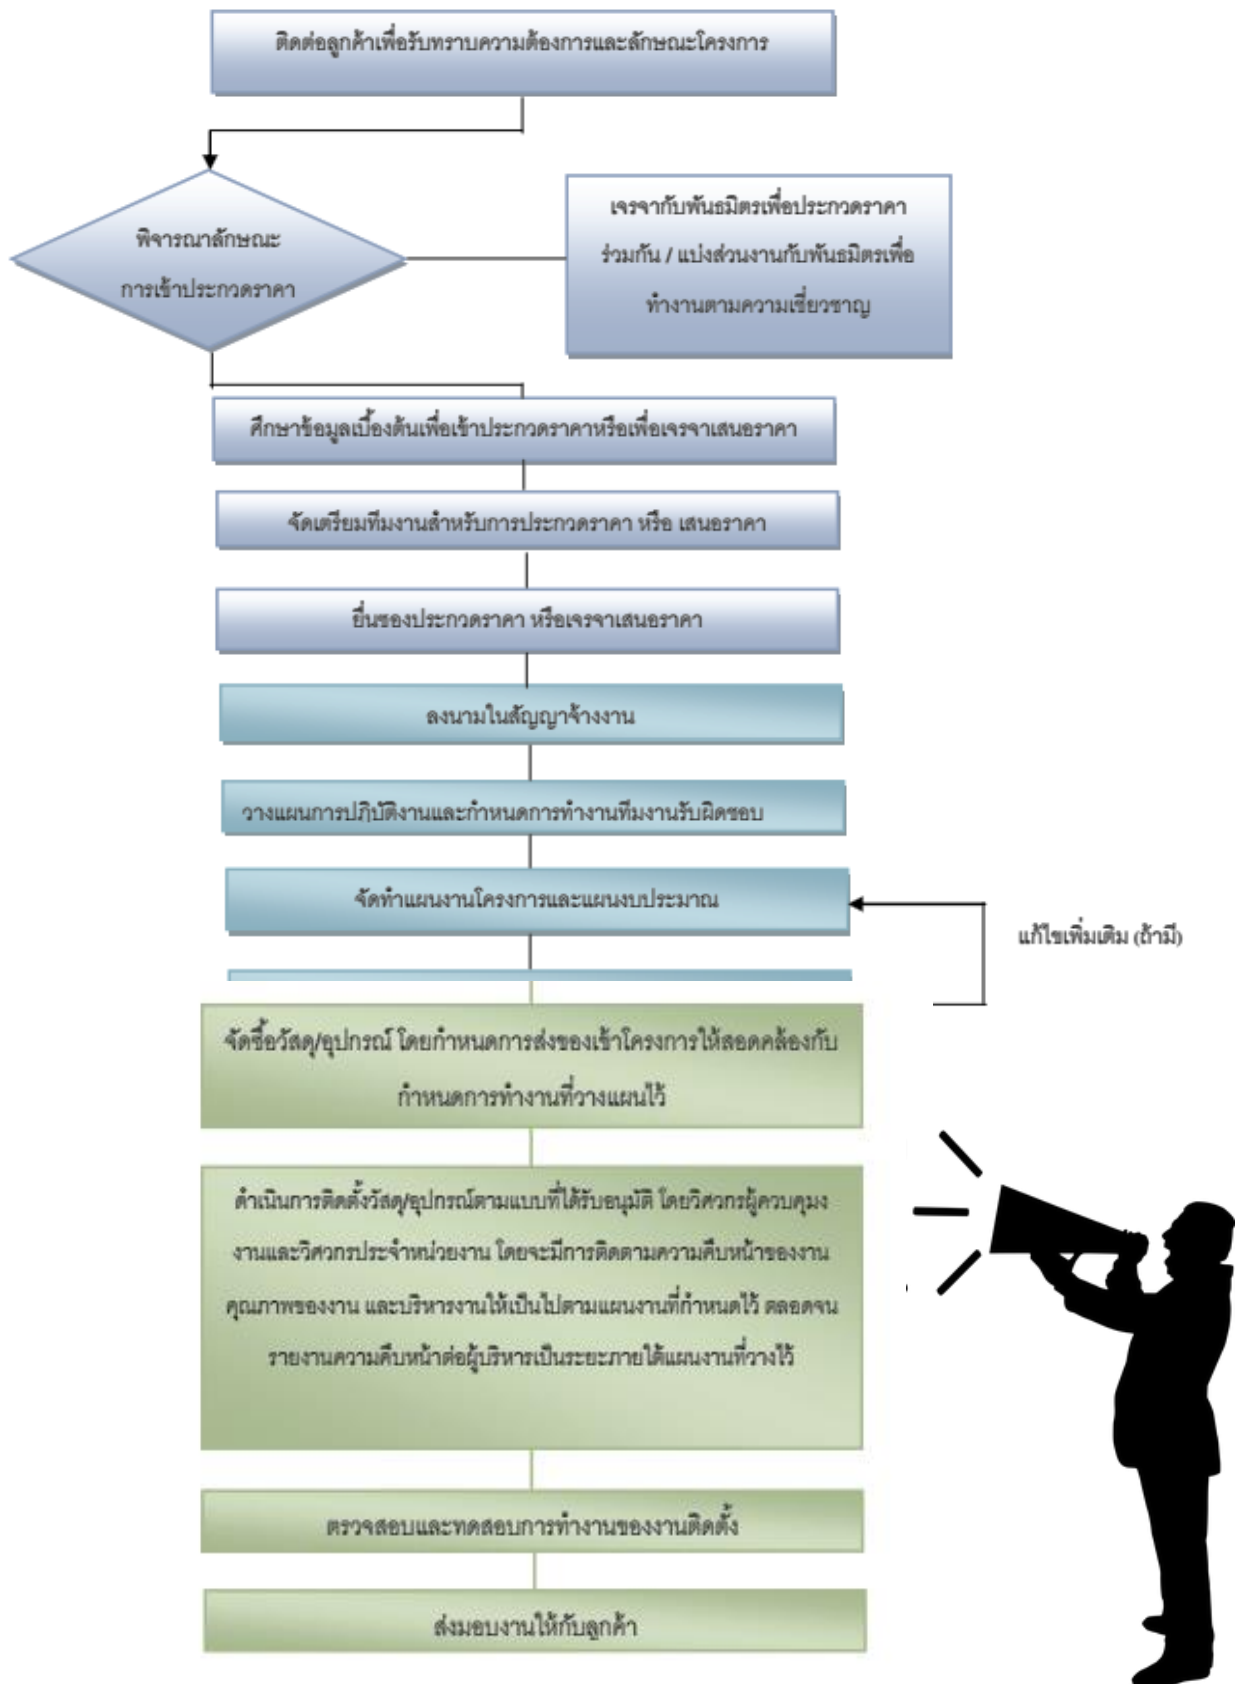 ติดต่อลูกค้าเพื่อรับทราบความต้องการและลักษณะโครงการ
พิจารณาลักษณะ
การเข้าประกวดราคา
เจรจากับพันธมิตรเพื่อประกวดราคา
ร่วมกัน / แบ่งส่วนงานกับพันธมิตรเพื่อ
ทำงานตามความเชี่ยวชาญ
ศึกษาข้อมูลเบื้องต้นเพื่อเข้าประกวดราคาหรือเพื่อเจรจาเสนอราคา
จัดเตรียมทีมงานสำหรับการประกวดราคา หรือ เสนอราคา
ยื่นซองประกวดราคา หรือเจรจาเสนอราคา
ลงนามในสัญญาจ้างงาน
วางแผนการปฏิบัติงานและกำหนดการทำงานทีมงานรับผิดชอบ
จัดทำแผนงานโครงการและแผนงบประมาณ
แก้ไขเพิ่มเติม (ถ้ามี)
จัดซื้อวัสดุ/อุปกรณ์ โดยกำหนดการส่งของเข้าโครงการให้สอดคล้องกับ
กำหนดการทำงานที่วางแผนไว้
ดำเนินการติดตั้งวัสดุ/อุปกรณ์ตามแบบที่ได้รับอนุมัติ โดยวิศวกรผู้ควบคุมง
งานและวิศวกรประจำหน่วยงาน โดยจะมีการติดตามความคืบหน้าของงาน
คุณภาพของงาน และบริหารงานให้เป็นไปตามแผนงานที่กำหนดไว้ ตลอดจน
รายงานความคืบหน้าต่อผู้บริหารเป็นระยะภายใต้แผนงานที่วางไว้
ตรวจสอบและทดสอบการทำงานของงานติดตั้ง
ส่งมอบงานให้กับลูกค้า